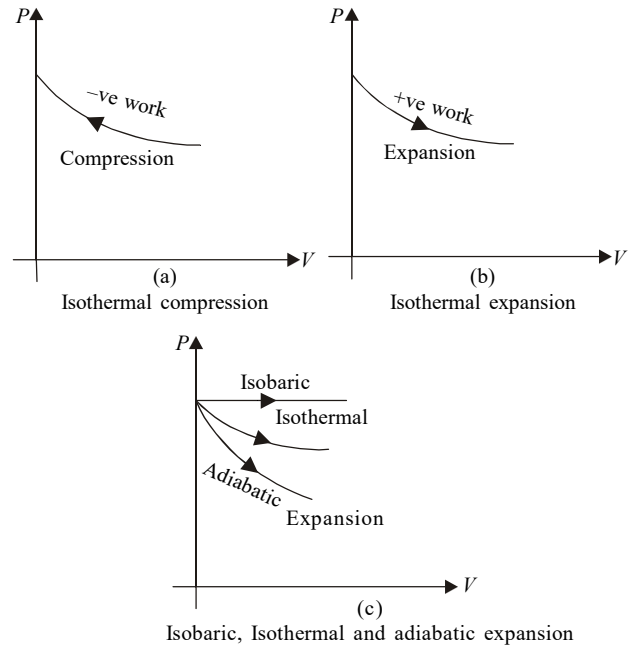 P
P
–ve work
+ve work
Compression
Expansion
V
V
(a)
(b)
Isothermal compression
Isothermal expansion
P
Isobaric
Isothermal
Adiabatic
Expansion
V
(c)
Isobaric, Isothermal and adiabatic expansion